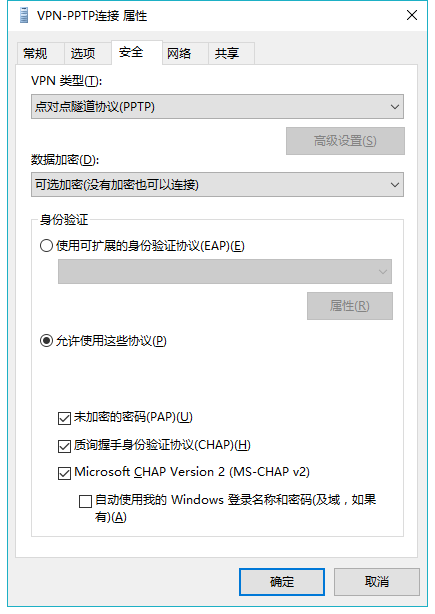 VPN-PPTP连接 属性
常规 选项 安全 网络 共享
VPN 类型(T):
点对点隧道协议(PPTP)
高级设置(S)
数据加密(D):
可选加密(没有加密也可以连接)
身份验证
使用可扩展的身份验证协议(EAP)(E)
属性(R)
允许使用这些协议(P)
未加密的密码(PAP)(U)
质询握手身份验证协议(CHAP)(H)
Microsoft CHAP Version 2 (MS-CHAP v2)
自动使用我的 Windows 登录名称和密码(及域，如果
有)(A)
确定 取消